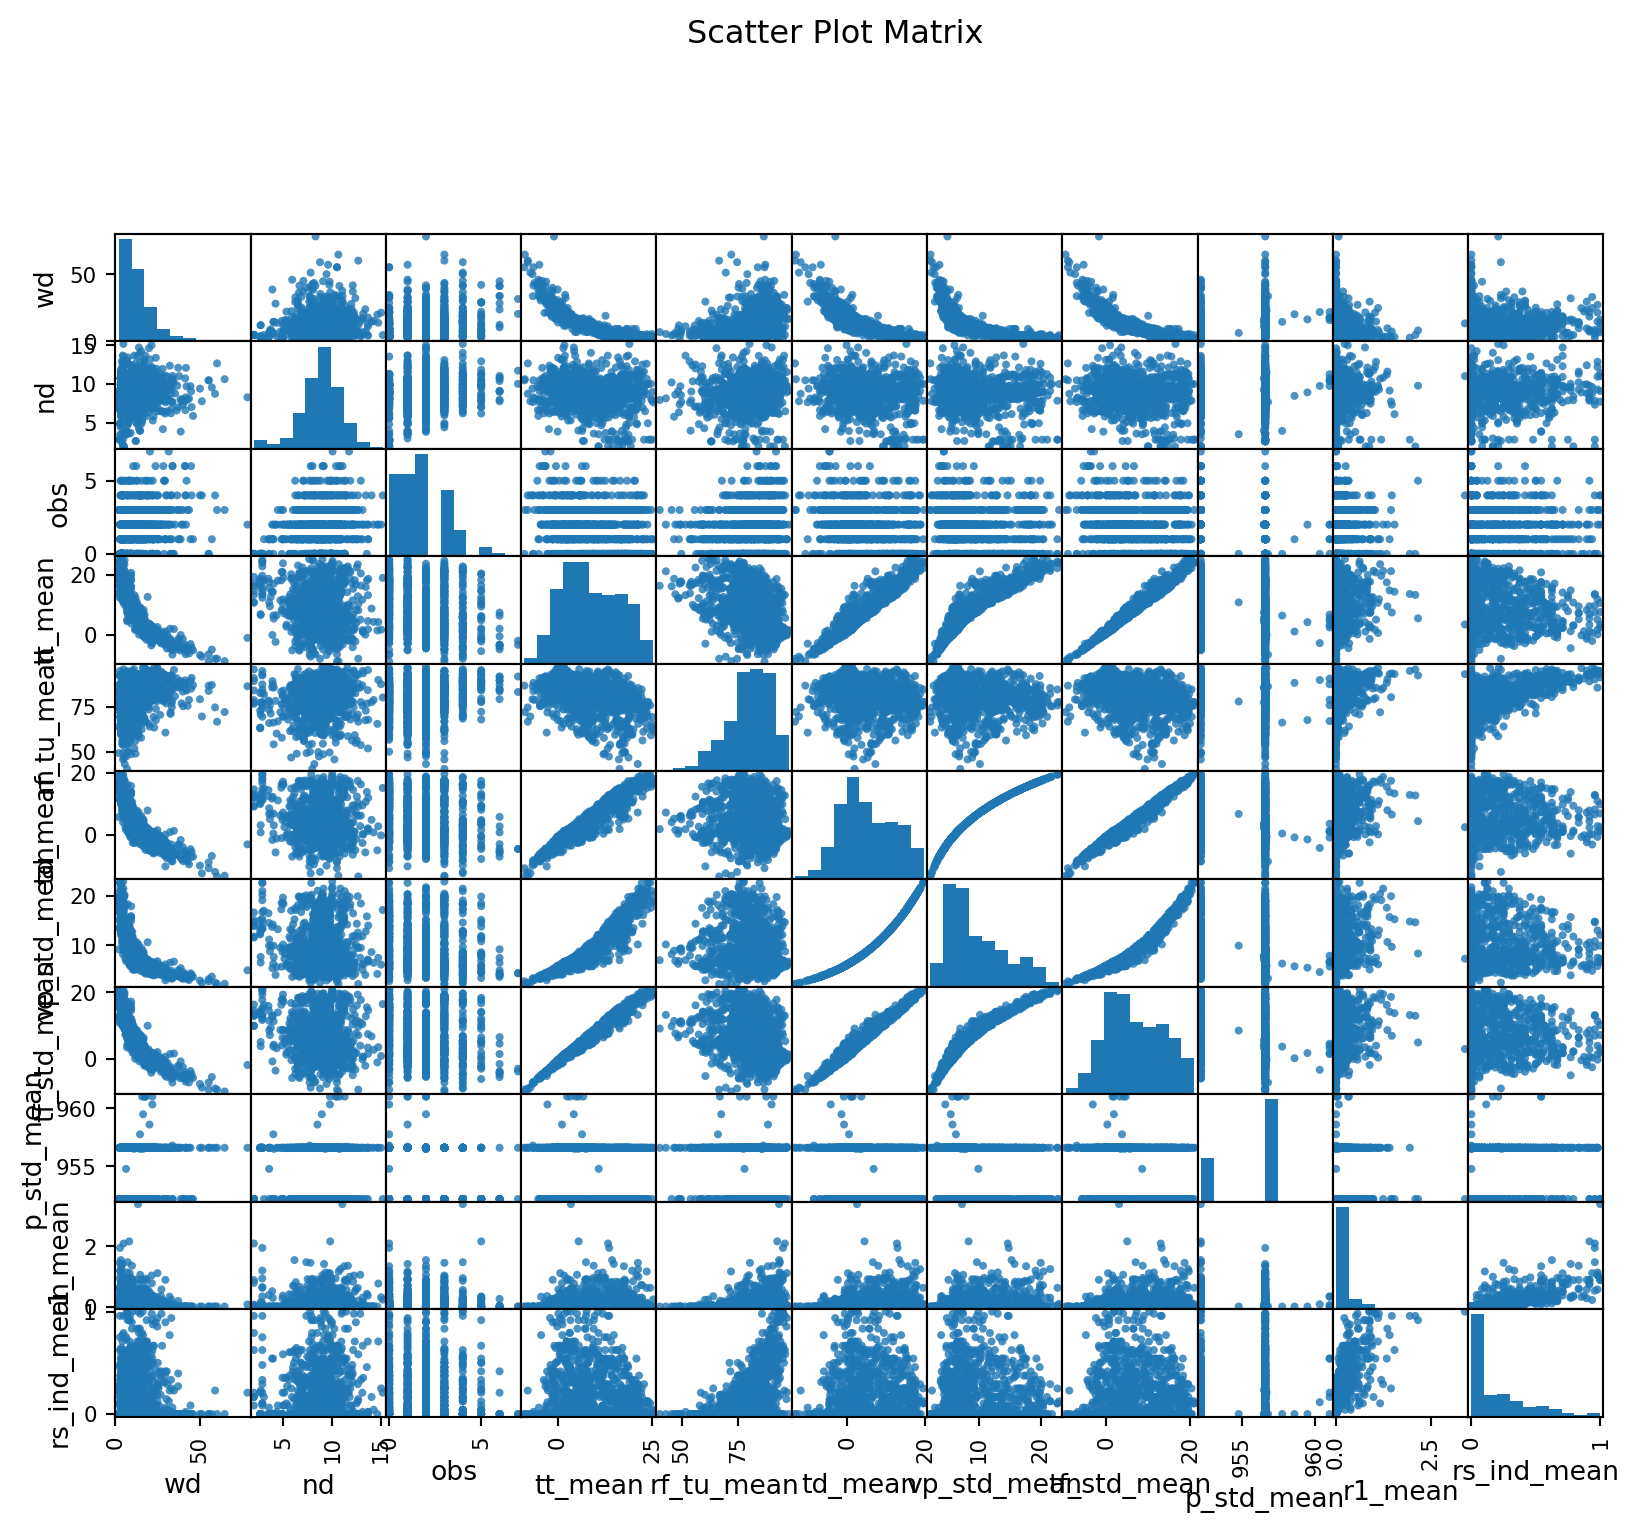 Scatter Plot Matrix
wd
50
0
nd
15
10
5
obs
5
0
tt_mean
20
0
rf_tu_mean
75
50
td_mean
20
0
vp_std_mean
20
10
tf_std_mean
20
0
p_std_mean
960
955
r1_mean
2
0
rs_ind_mean
1
0
0 50 5 10 15 0 5 0 25 50 75 0 20 10 20 0 20 955 960 0.0 2.5 0 1
wd nd obs tt_mean rf_tu_mean td_mean vp_std_mean tf_std_mean p_std_mean r1_mean rs_ind_mean